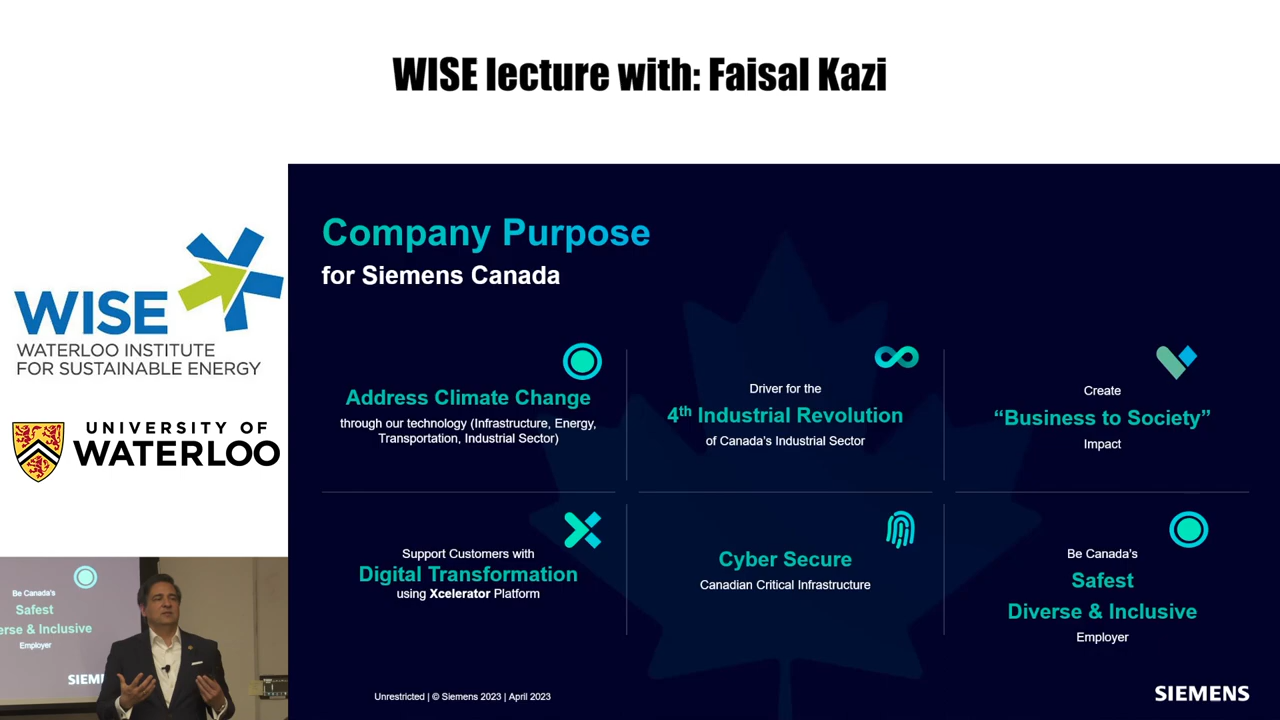 WISE lecture with: Faisal Kazi
WISE
WATERLOO INSTITUTE
FOR SUSTAINABLE ENERGY
UNIVERSITY OF
WATERLOO
Company Purpose
for Siemens Canada
Address Climate Change
through our technology (Infrastructure, Energy,
Transportation, Industrial Sector)
Driver for the
4th Industrial Revolution
of Canada's Industrial Sector
Create
“Business to Society”
Impact
Support Customers with
Digital Transformation
using Xcelerator Platform
Cyber Secure
Canadian Critical Infrastructure
Be Canada's
Safest
Diverse & Inclusive
Employer
Unrestricted | © Siemens 2023 | April 2023
SIEMENS
Be Canada's
Safest
erse & Inclusive
Employer
SIEM